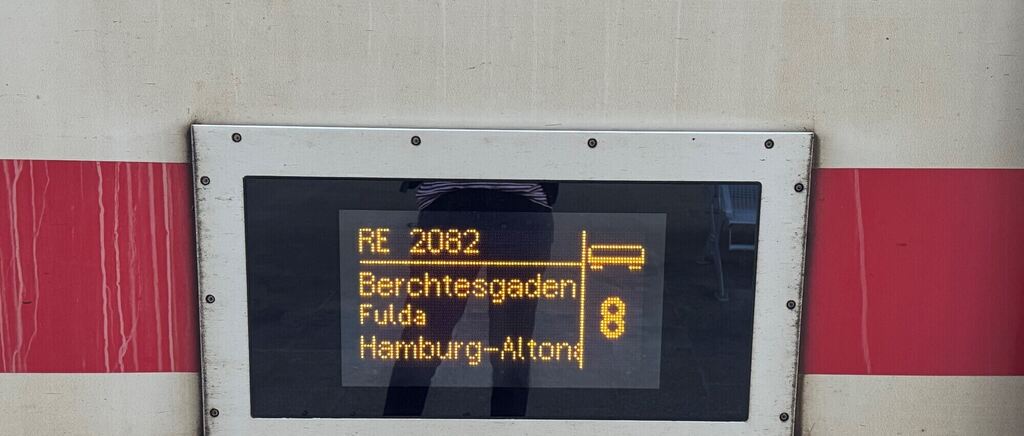 RE 2082
Berchtesgaden
Fulda
Hamburg-Alton
8